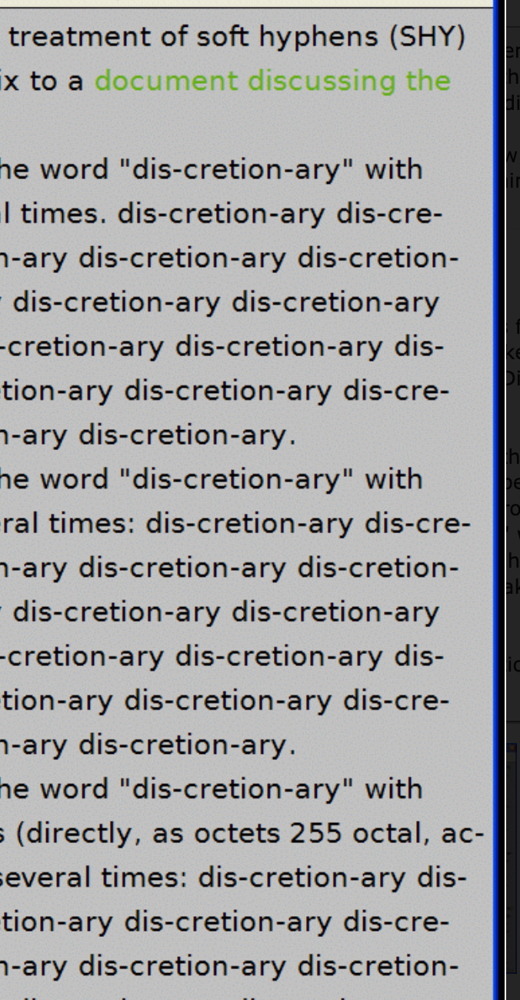 treatment of soft hyphens (SHY)
ix to a document discussing the
he word "dis-cretion-ary" with
l times. dis-cretion-ary dis-cre-
n-ary dis-cretion-ary dis-cretion-
dis-cretion-ary dis-cretion-ary
-cretion-ary dis-cretion-ary dis-
tion-ary dis-cretion-ary dis-cre-
n-ary dis-cretion-ary.
he word "dis-cretion-ary" with
ral times: dis-cretion-ary dis-cre-
n-ary dis-cretion-ary dis-cretion-
dis-cretion-ary dis-cretion-ary
-cretion-ary dis-cretion-ary dis-
tion-ary dis-cretion-ary dis-cre-
n-ary dis-cretion-ary.
he word "dis-cretion-ary" with
s (directly, as octets 255 octal, ac-
several times: dis-cretion-ary dis-
tion-ary dis-cretion-ary dis-cre-
n-ary dis-cretion-ary dis-cretion-